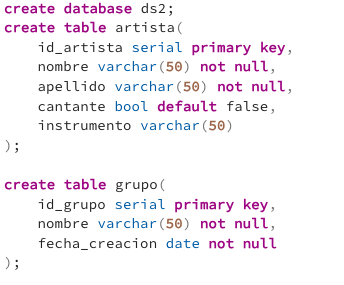 create database ds2;
create table artista(
    id_artista serial primary key,
    nombre varchar(50) not null,
    apellido varchar(50) not null,
    cantante bool default false,
    instrumento varchar(50)
);

create table grupo(
    id_grupo serial primary key,
    nombre varchar(50) not null,
    fecha_creacion date not null
);